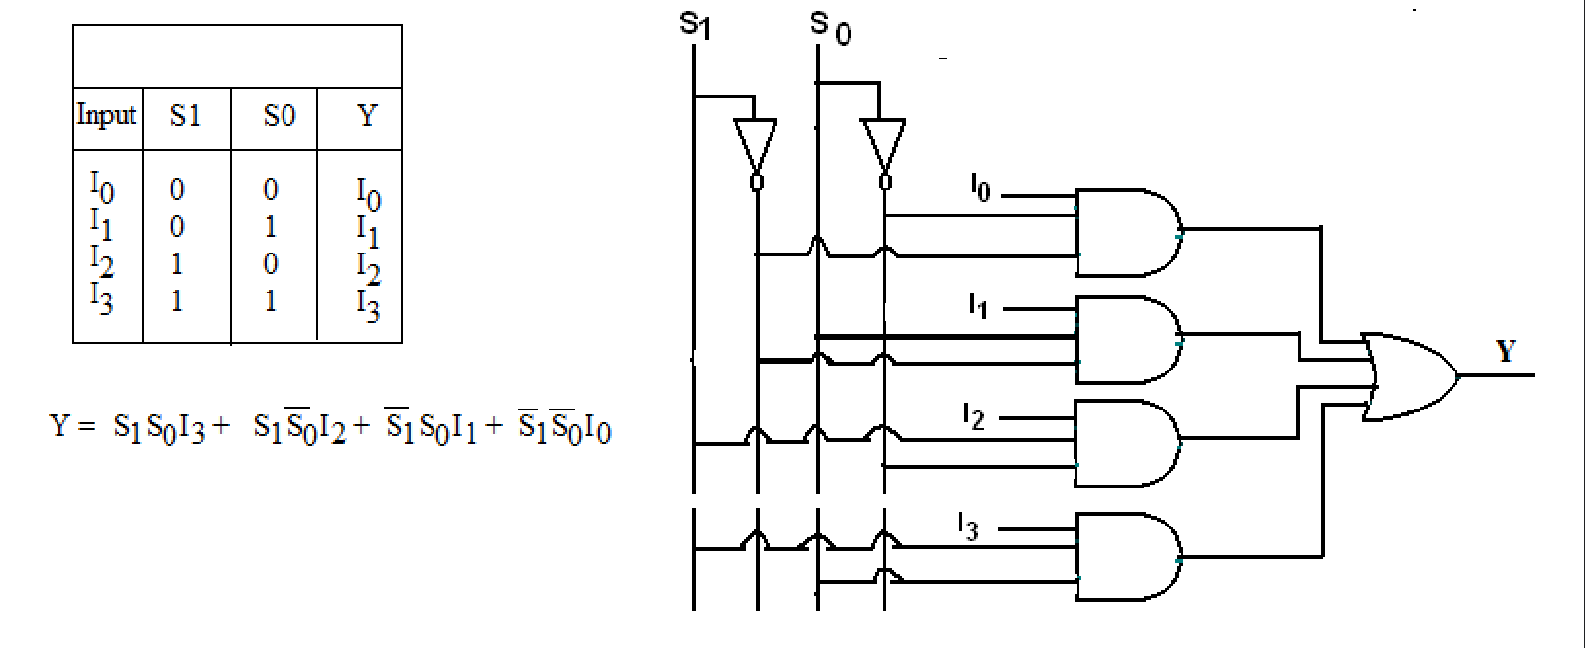 Input S1 S0 Y
I0 0 0 I0
I1 0 1 I1
I2 1 0 I2
I3 1 1 I3
Y = S1S0I3 + S1S̅0I2 + S̅1S0I1 + S̅1S̅0I0
S1 S0
I0
I1
Y
I2
I3